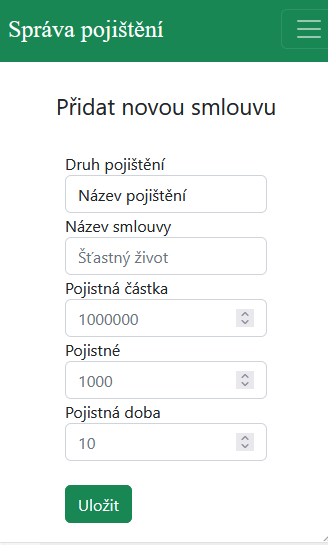 Správa pojištění
Přidat novou smlouvu
Druh pojištění
Název pojištění
Název smlouvy
Šťastný život
Pojistná částka
1000000
Pojistné
1000
Pojistná doba
10
Uložit